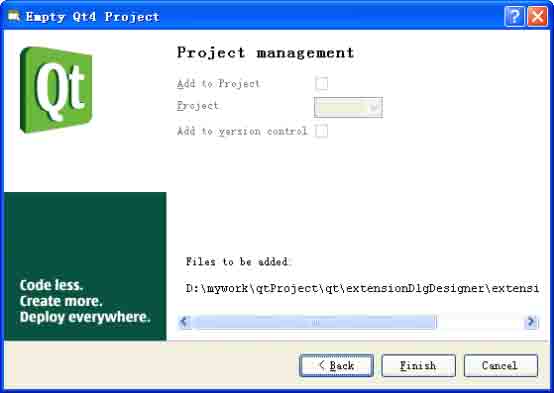 Empty Qt4 Project
Qt
Project management
Add to Project
Project
Add to version control
Files to be added:
D:\mywork\qtProject\qt\extensionDlgDesigner\extensi
Code less.
Create more.
Deploy everywhere.
< Back
Finish
Cancel